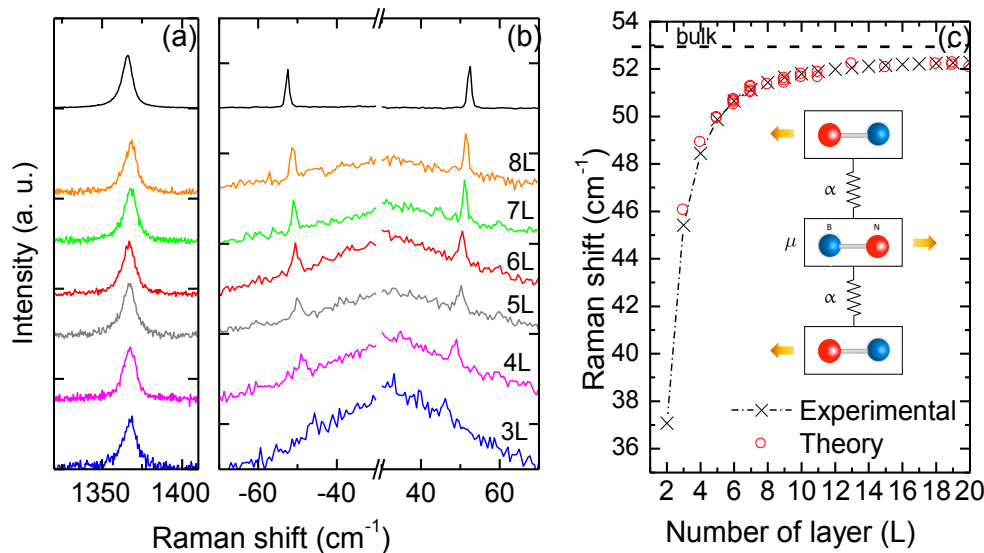 (a)
(b)
(c)
Intensity (a. u.)
8L
7L
6L
5L
4L
3L
1350 1400
-60 -40 40 60
Raman shift (cm⁻¹)
Raman shift (cm⁻¹)
54
52
50
48
46
44
42
40
38
36
bulk
α
μ
B N
α
Experimental
Theory
2 4 6 8 10 12 14 16 18 20
Number of layer (L)